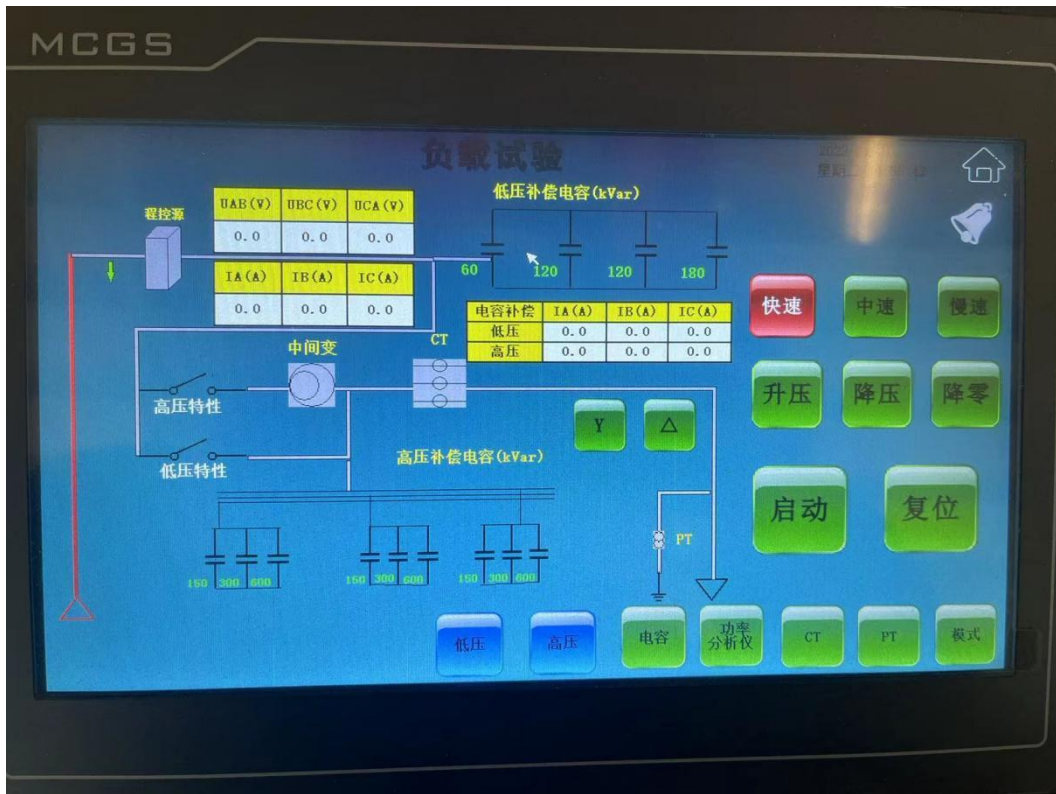 MCGS
负载试验
星期二
程控源
UAB(V) UBC(V) UCA(V)
0.0 0.0 0.0
IA(A) IB(A) IC(A)
0.0 0.0 0.0
低压补偿电容(kVar)
60 120 120 180
电容补偿 IA(A) IB(A) IC(A)
低压 0.0 0.0 0.0
高压 0.0 0.0 0.0
快速 中速 慢速
中间变
CT
高压特性
升压 降压 降零
Y △
低压特性
高压补偿电容(kVar)
启动 复位
PT
150 300 600 150 300 600 150 300 600
低压 高压 电容 功率分析仪 CT PT 模式